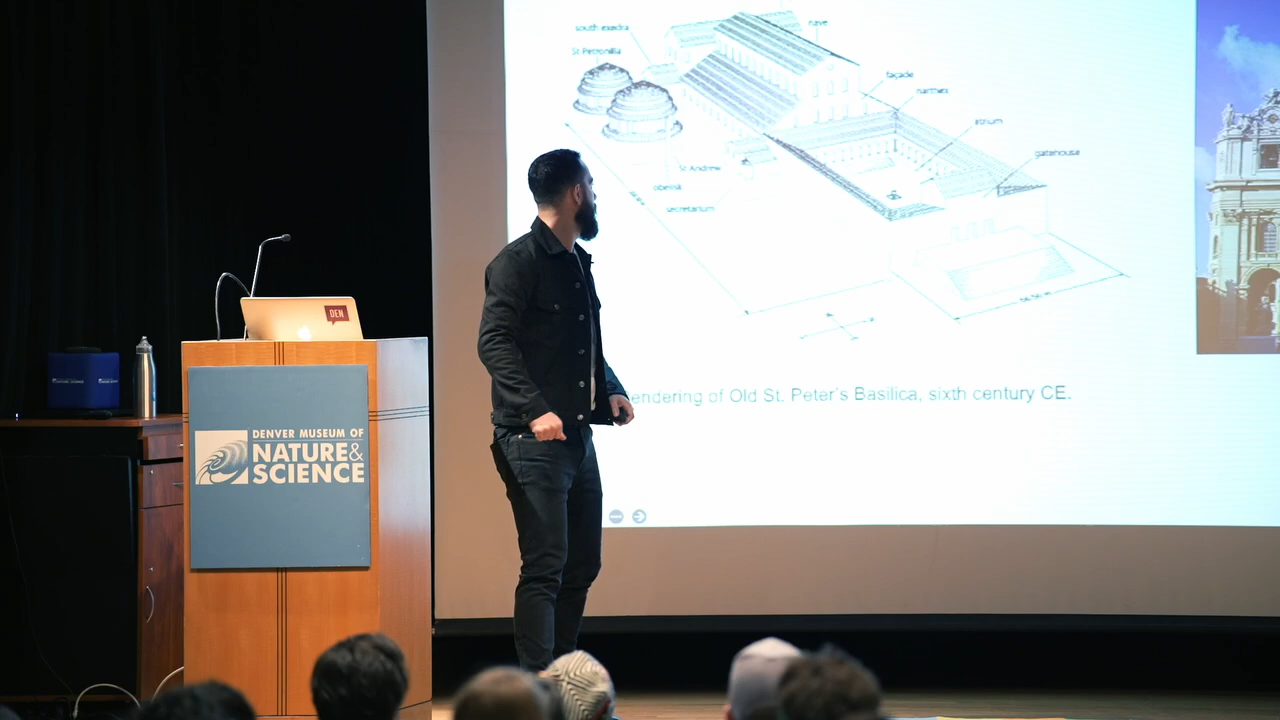 nave
south exedra
St Petronilla
façade
narthex
atrium
gatehouse
St Andrew
obelisk
secretarium
endering of Old St. Peter's Basilica, sixth century CE.
DEN
DENVER MUSEUM OF
NATURE&
SCIENCE